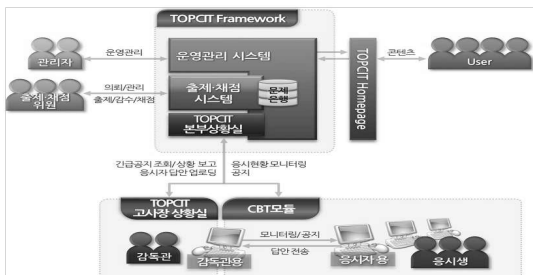 TOPCIT Framework
운영관리 시스템
관리자
운영관리
콘텐츠
User
TOPCIT Homepage
출제·채점
위원
의뢰/관리
출제/감수/채점
출제·채점
시스템
문제
은행
TOPCIT
본부상황실
긴급공지 조회/상황 보고
응시자 답안 업로딩
응시현황 모니터링
공지
TOPCIT
고사장 상황실
CBT모듈
감독관
감독관용
모니터링/공지
답안 전송
응시자 용
응시생